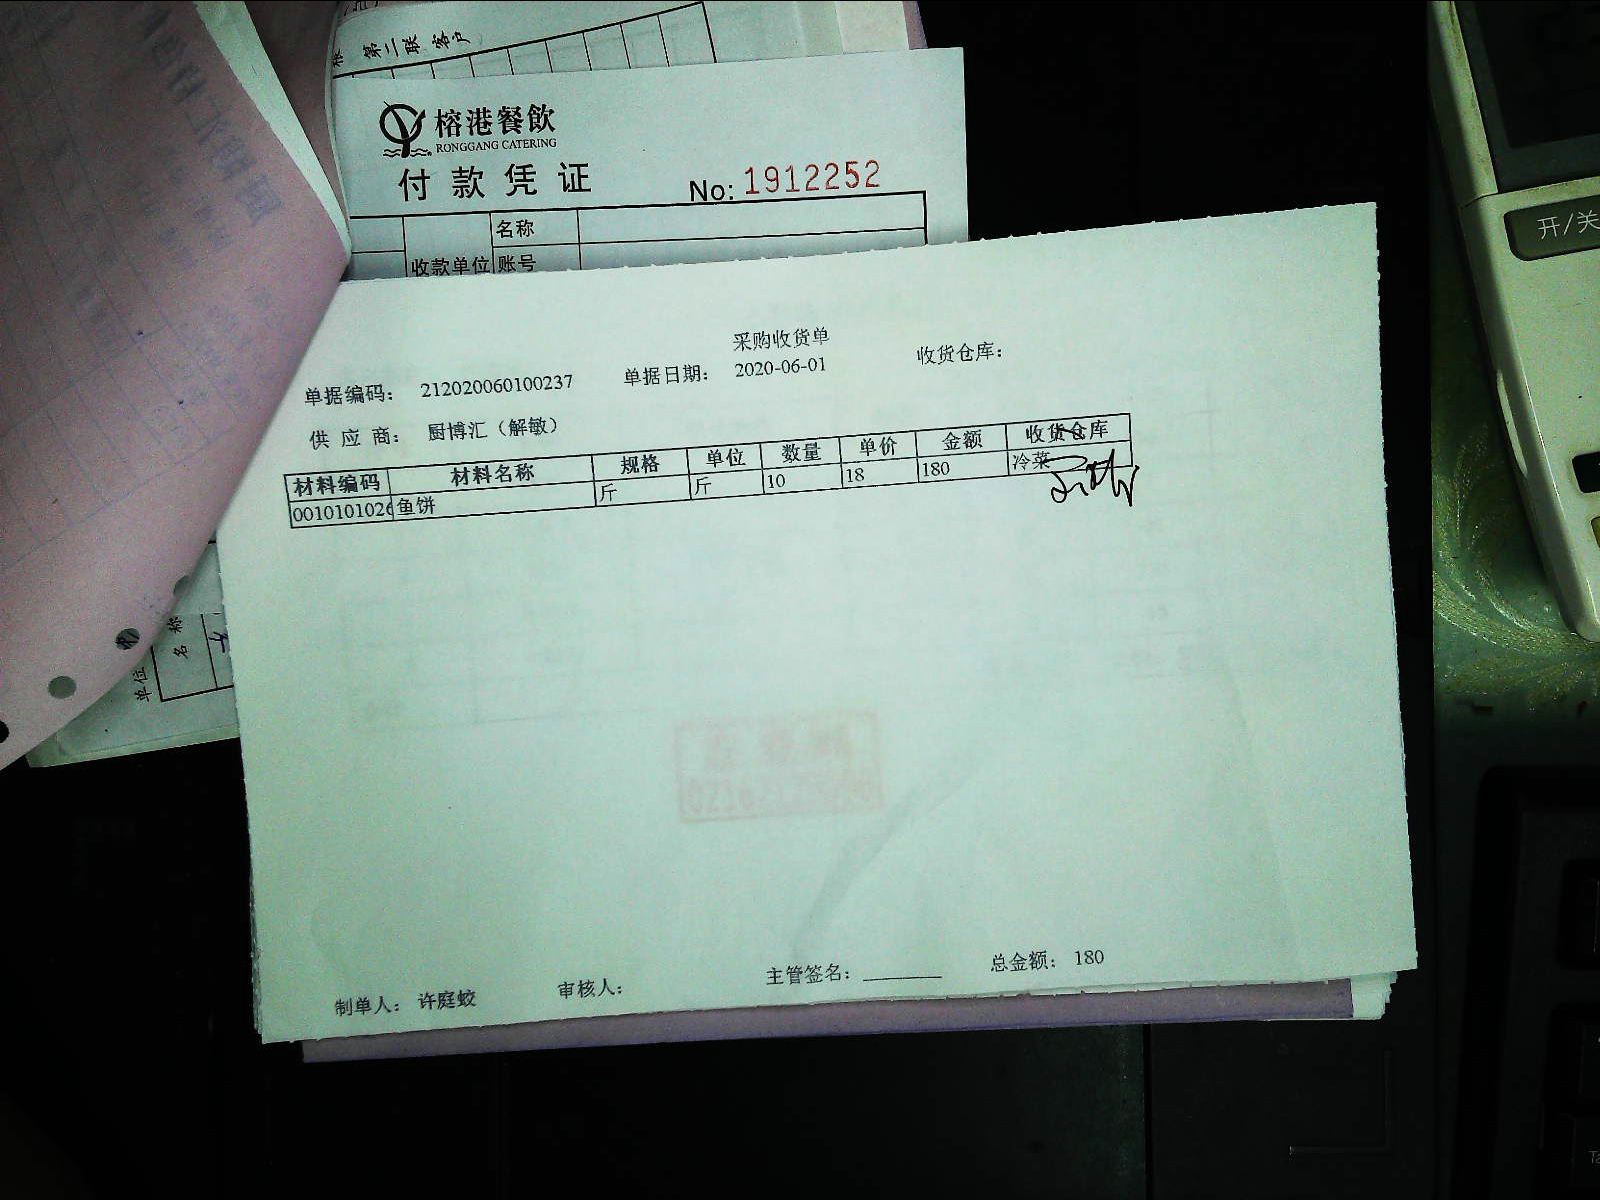 第二联 客户
榕港餐飲
RONGGANG CATERING
付款凭证 No: 1912252
名称
收款单位 账号
开/关
采购收货单
单据编码： 212020060100237 单据日期： 2020-06-01 收货仓库：
供应商： 厨博汇（解敏）
材料编码 材料名称 规格 单位 数量 单价 金额 收货仓库
0010101026 鱼饼 斤 斤 10 18 180 冷菜
单位 名称
制单人： 许庭蛟 审核人： 主管签名：________ 总金额： 180